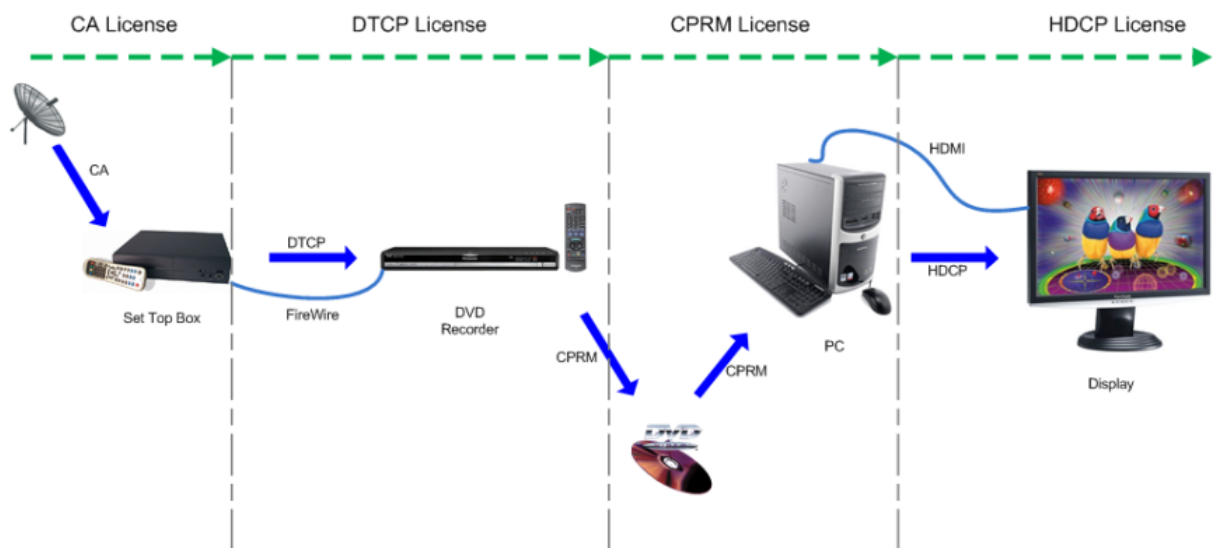 CA License
DTCP License
CPRM License
HDCP License
CA
HDMI
DTCP
HDCP
FireWire
Set Top Box
DVD
Recorder
PC
CPRM
CPRM
Display
DVD